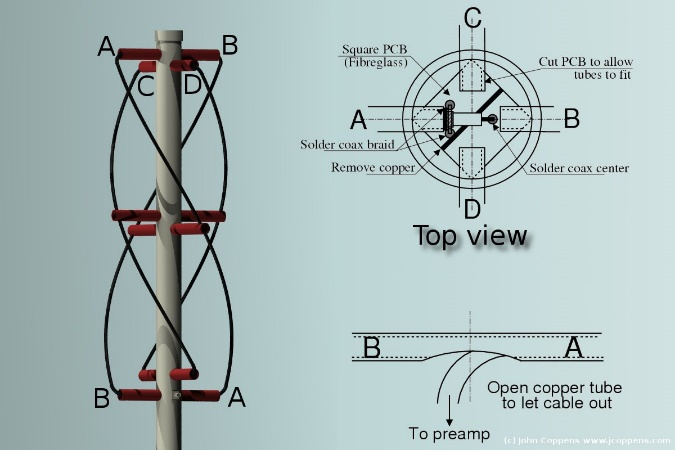 A
B
C
D
B
A
C
Square PCB
(Fibreglass)
Cut PCB to allow
tubes to fit
A
B
Solder coax braid
Remove copper
Solder coax center
D
Top view
B
A
Open copper tube
to let cable out
To preamp
(c) John Coppens www.jcoppens.com